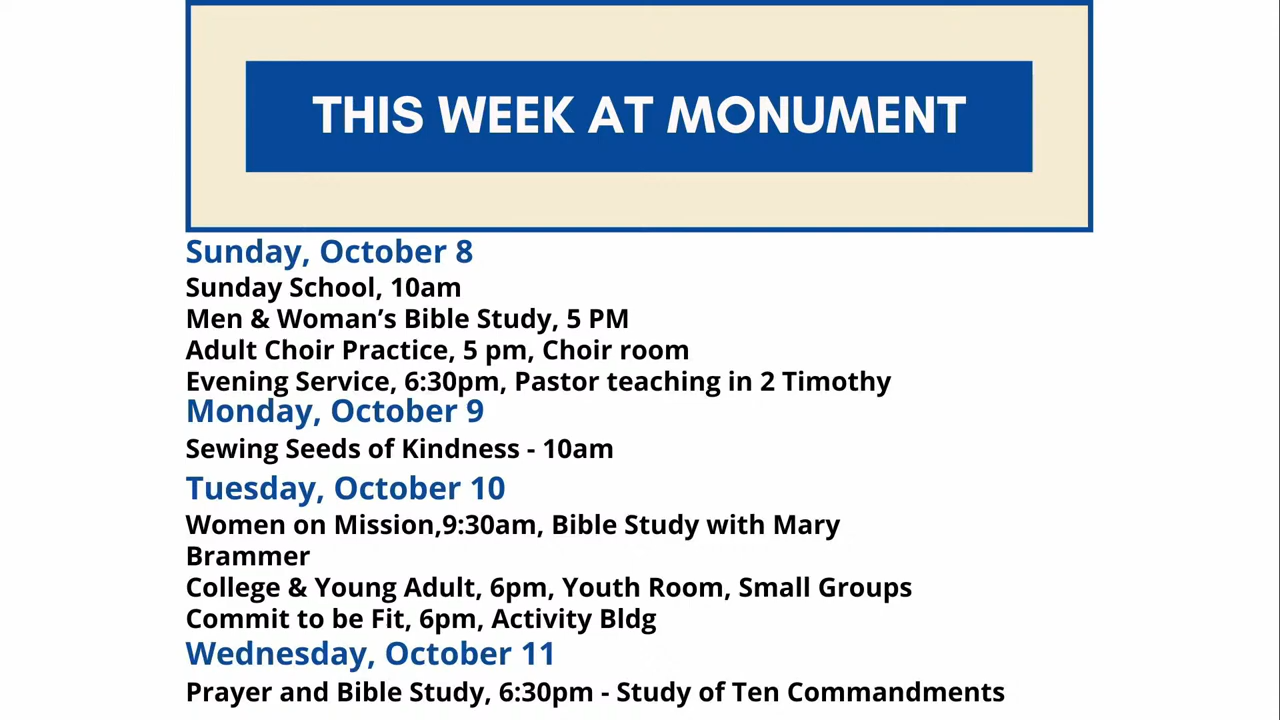 THIS WEEK AT MONUMENT
Sunday, October 8
Sunday School, 10am
Men & Woman’s Bible Study, 5 PM
Adult Choir Practice, 5 pm, Choir room
Evening Service, 6:30pm, Pastor teaching in 2 Timothy
Monday, October 9
Sewing Seeds of Kindness - 10am
Tuesday, October 10
Women on Mission,9:30am, Bible Study with Mary
Brammer
College & Young Adult, 6pm, Youth Room, Small Groups
Commit to be Fit, 6pm, Activity Bldg
Wednesday, October 11
Prayer and Bible Study, 6:30pm - Study of Ten Commandments